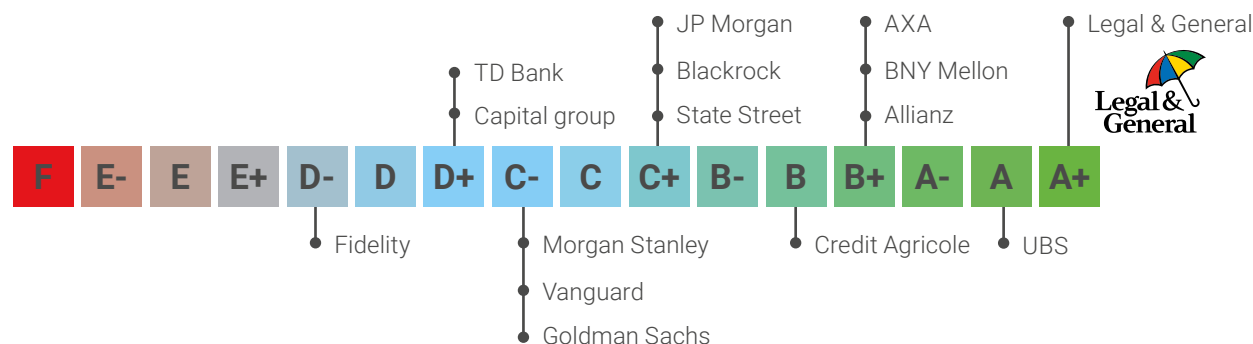 JP Morgan
AXA
Legal & General
TD Bank
Blackrock
BNY Mellon
Capital group
State Street
Allianz
Legal &
General
F E- E E+ D- D D+ C- C C+ B- B B+ A- A A+
Fidelity
Morgan Stanley
Credit Agricole
UBS
Vanguard
Goldman Sachs